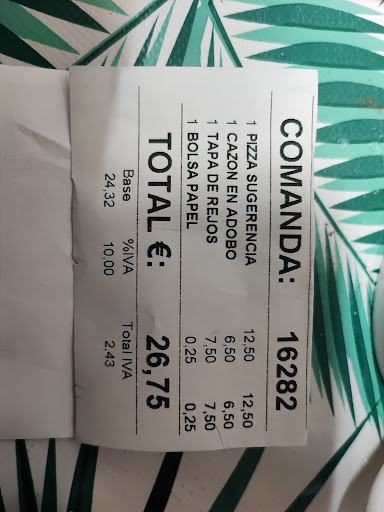 COMANDA: 16282
1 PIZZA SUGERENCIA 12,50 12,50
1 CAZON EN ADOBO 6,50 6,50
1 TAPA DE REJOS 7,50 7,50
1 BOLSA PAPEL 0,25 0,25
TOTAL €: 26,75
Base %IVA Total IVA
24,32 10,00 2,43